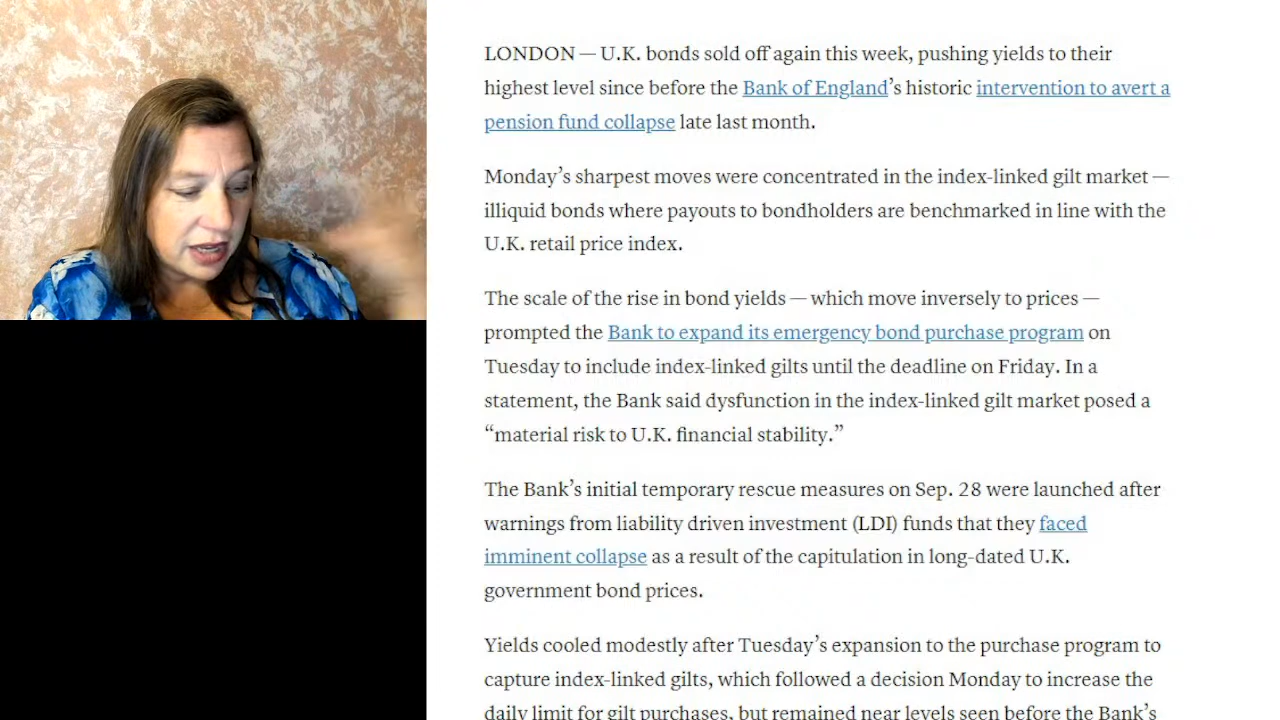 LONDON — U.K. bonds sold off again this week, pushing yields to their
highest level since before the Bank of England’s historic intervention to avert a
pension fund collapse late last month.
Monday’s sharpest moves were concentrated in the index-linked gilt market —
illiquid bonds where payouts to bondholders are benchmarked in line with the
U.K. retail price index.
The scale of the rise in bond yields — which move inversely to prices —
prompted the Bank to expand its emergency bond purchase program on
Tuesday to include index-linked gilts until the deadline on Friday. In a
statement, the Bank said dysfunction in the index-linked gilt market posed a
“material risk to U.K. financial stability.”
The Bank’s initial temporary rescue measures on Sep. 28 were launched after
warnings from liability driven investment (LDI) funds that they faced
imminent collapse as a result of the capitulation in long-dated U.K.
government bond prices.
Yields cooled modestly after Tuesday’s expansion to the purchase program to
capture index-linked gilts, which followed a decision Monday to increase the
daily limit for gilt purchases, but remained near levels seen before the Bank’s